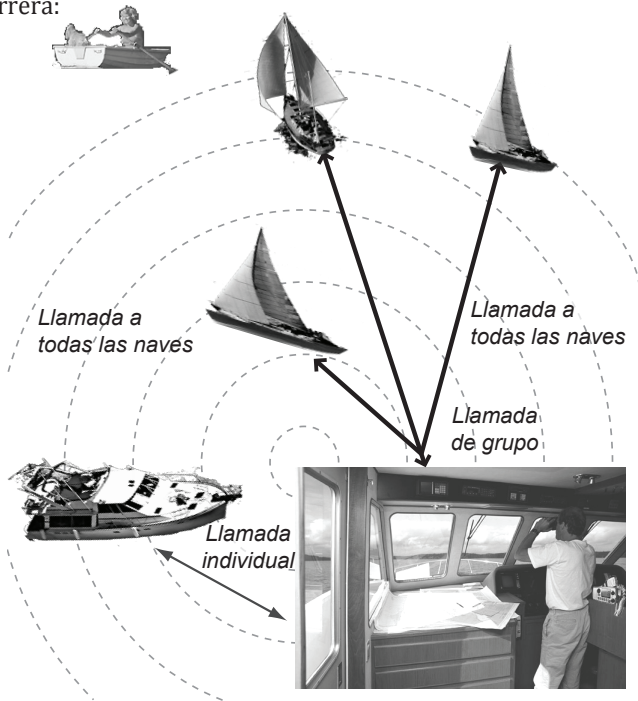 rrera:
Llamada a
todas las naves
Llamada a
todas las naves
Llamada
de grupo
Llamada
individual